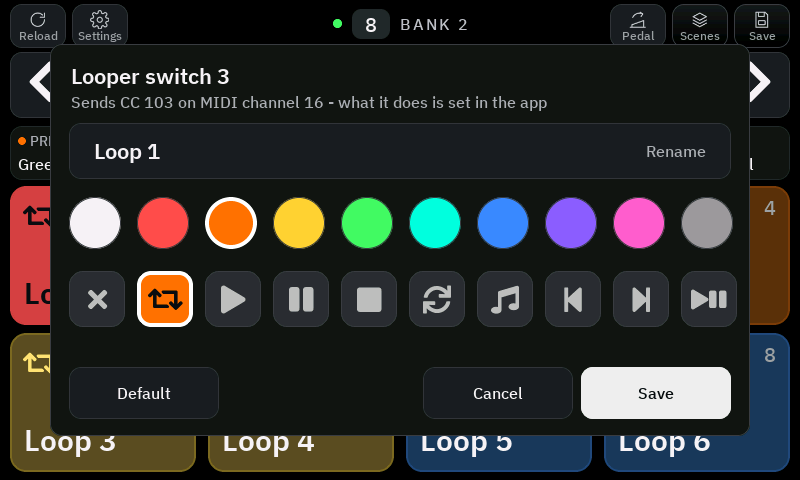 Reload
Settings
8 BANK 2
Pedal
Scenes
Save
Looper switch 3
Sends CC 103 on MIDI channel 16 - what it does is set in the app
Loop 1
Rename
4
8
Default
Cancel
Save
Loop 3
Loop 4
Loop 5
Loop 6